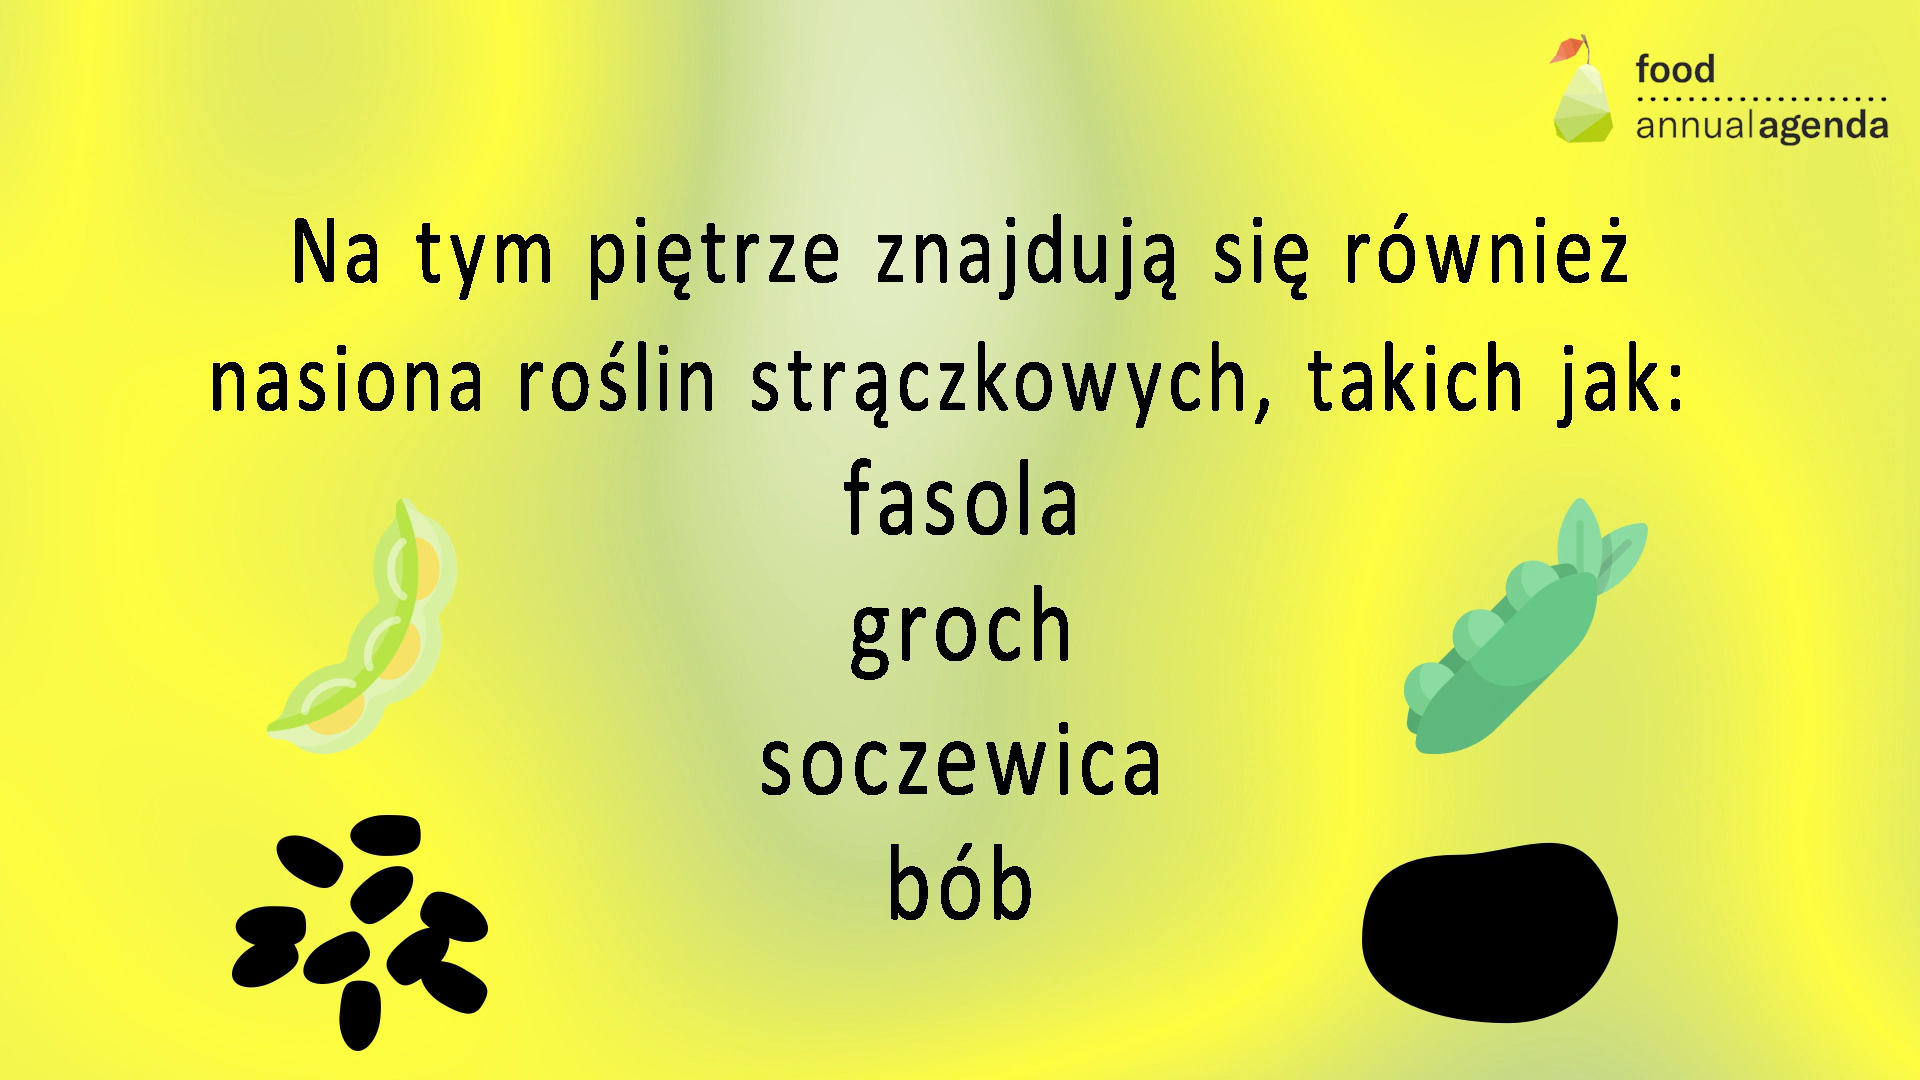 food
annualagenda
Na tym piętrze znajdują się również
nasiona roślin strączkowych, takich jak:
fasola
groch
soczewica
bób